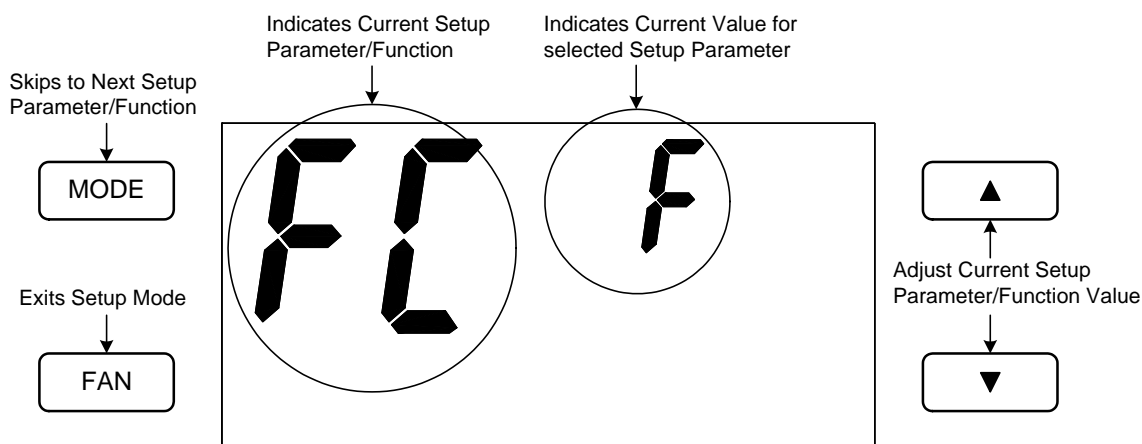 Indicates Current Setup
Parameter/Function
Indicates Current Value for
selected Setup Parameter
Skips to Next Setup
Parameter/Function
MODE
FC
F
▲
Adjust Current Setup
Parameter/Function Value
Exits Setup Mode
FAN
▼